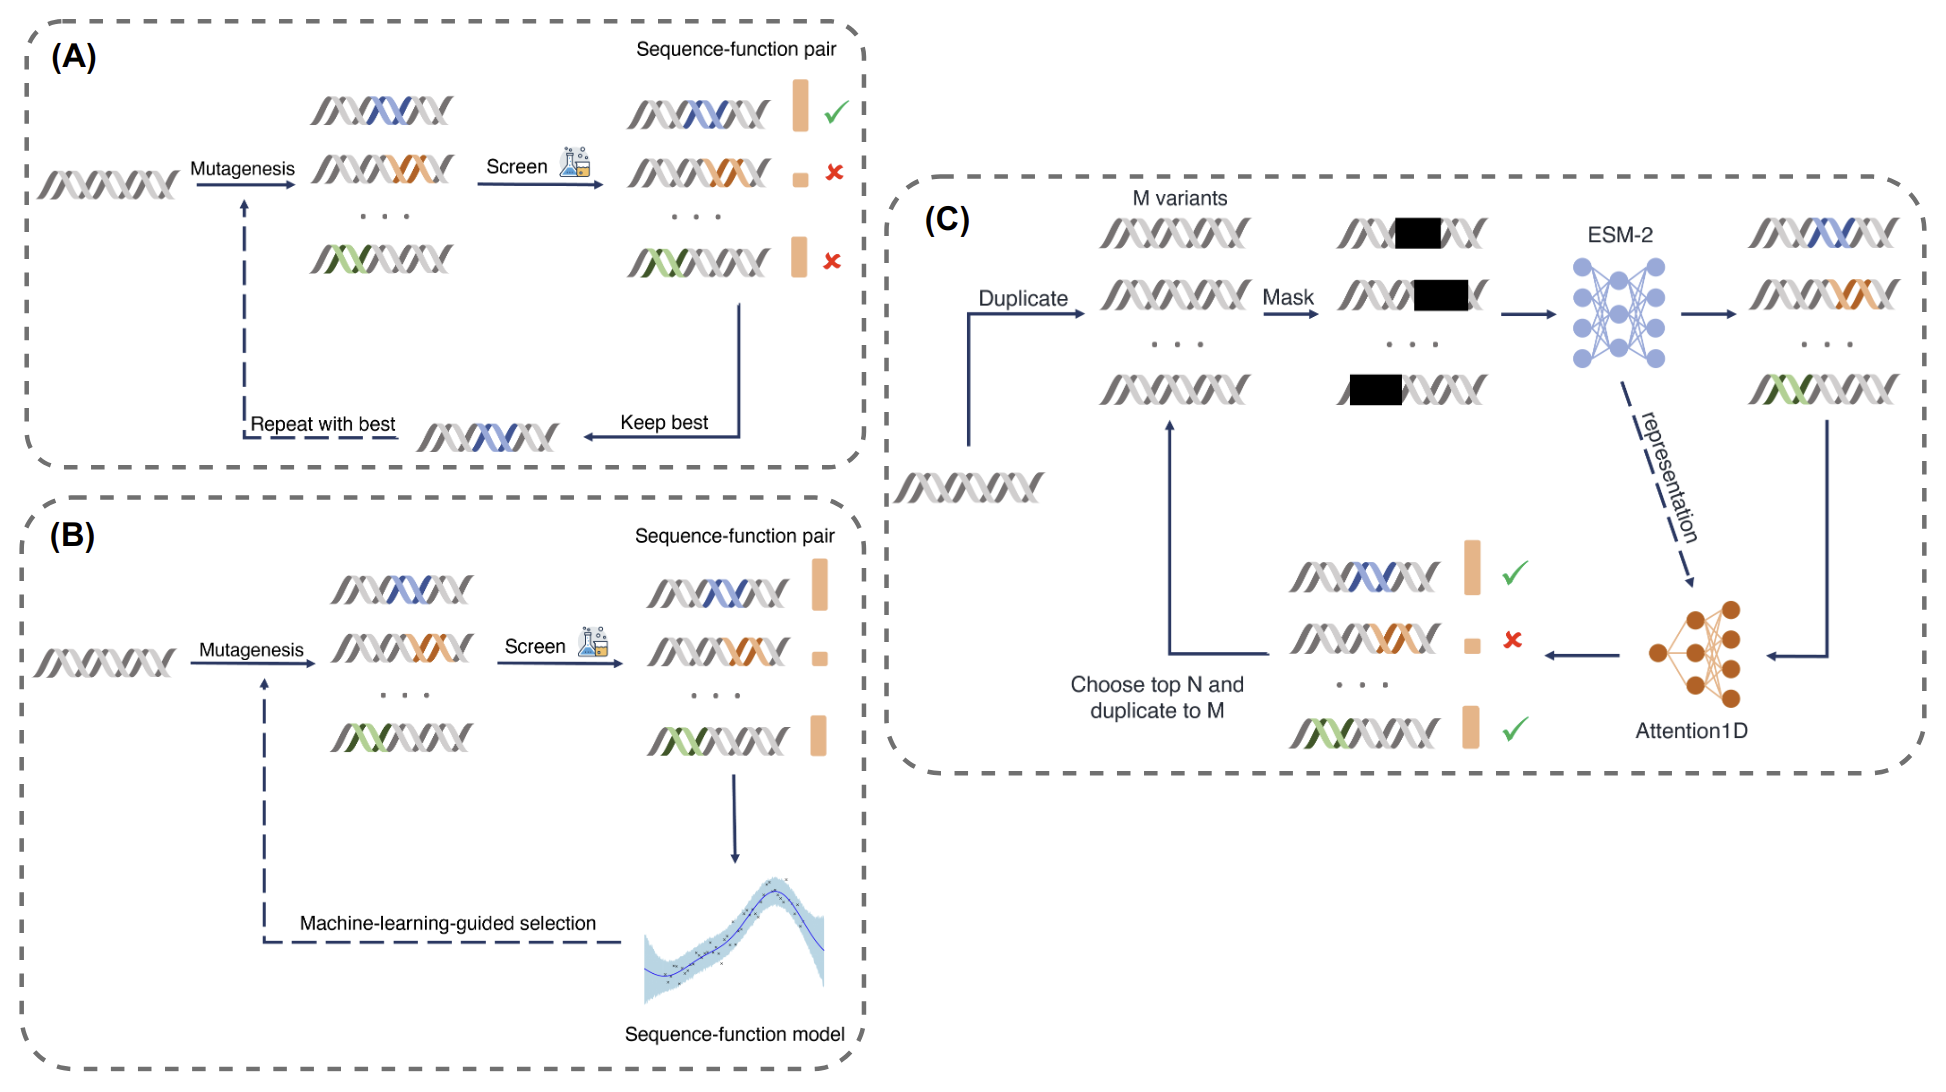 (A)
Sequence-function pair
Mutagenesis
Screen
Repeat with best
Keep best
(B)
Sequence-function pair
Mutagenesis
Screen
Machine-learning-guided selection
Sequence-function model
(C)
M variants
Duplicate
Mask
ESM-2
representation
Attention1D
Choose top N and
duplicate to M